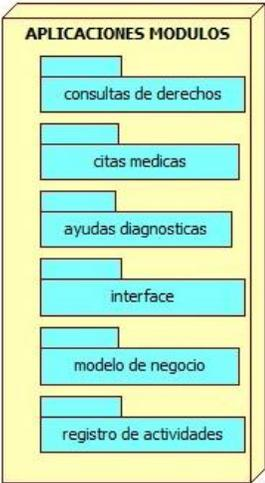 APLICACIONES MODULOS
consultas de derechos
citas medicas
ayudas diagnosticas
interface
modelo de negocio
registro de actividades